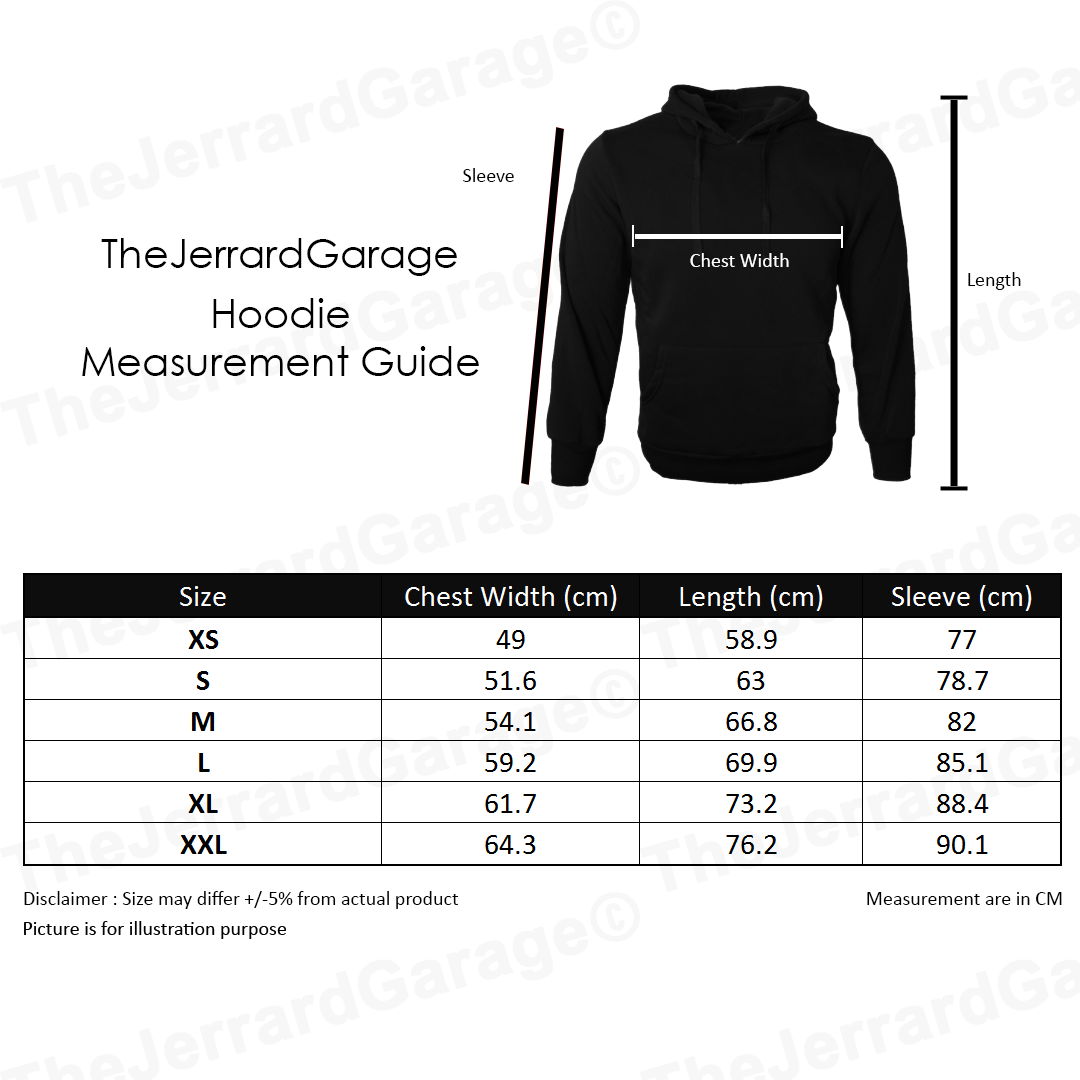 TheJerrardGarage©
Sleeve
Chest Width
Length
TheJerrardGarage
Hoodie
Measurement Guide
Size Chest Width (cm) Length (cm) Sleeve (cm)
XS 49 58.9 77
S 51.6 63 78.7
M 54.1 66.8 82
L 59.2 69.9 85.1
XL 61.7 73.2 88.4
XXL 64.3 76.2 90.1
Disclaimer : Size may differ +/-5% from actual product
Measurement are in CM
Picture is for illustration purpose